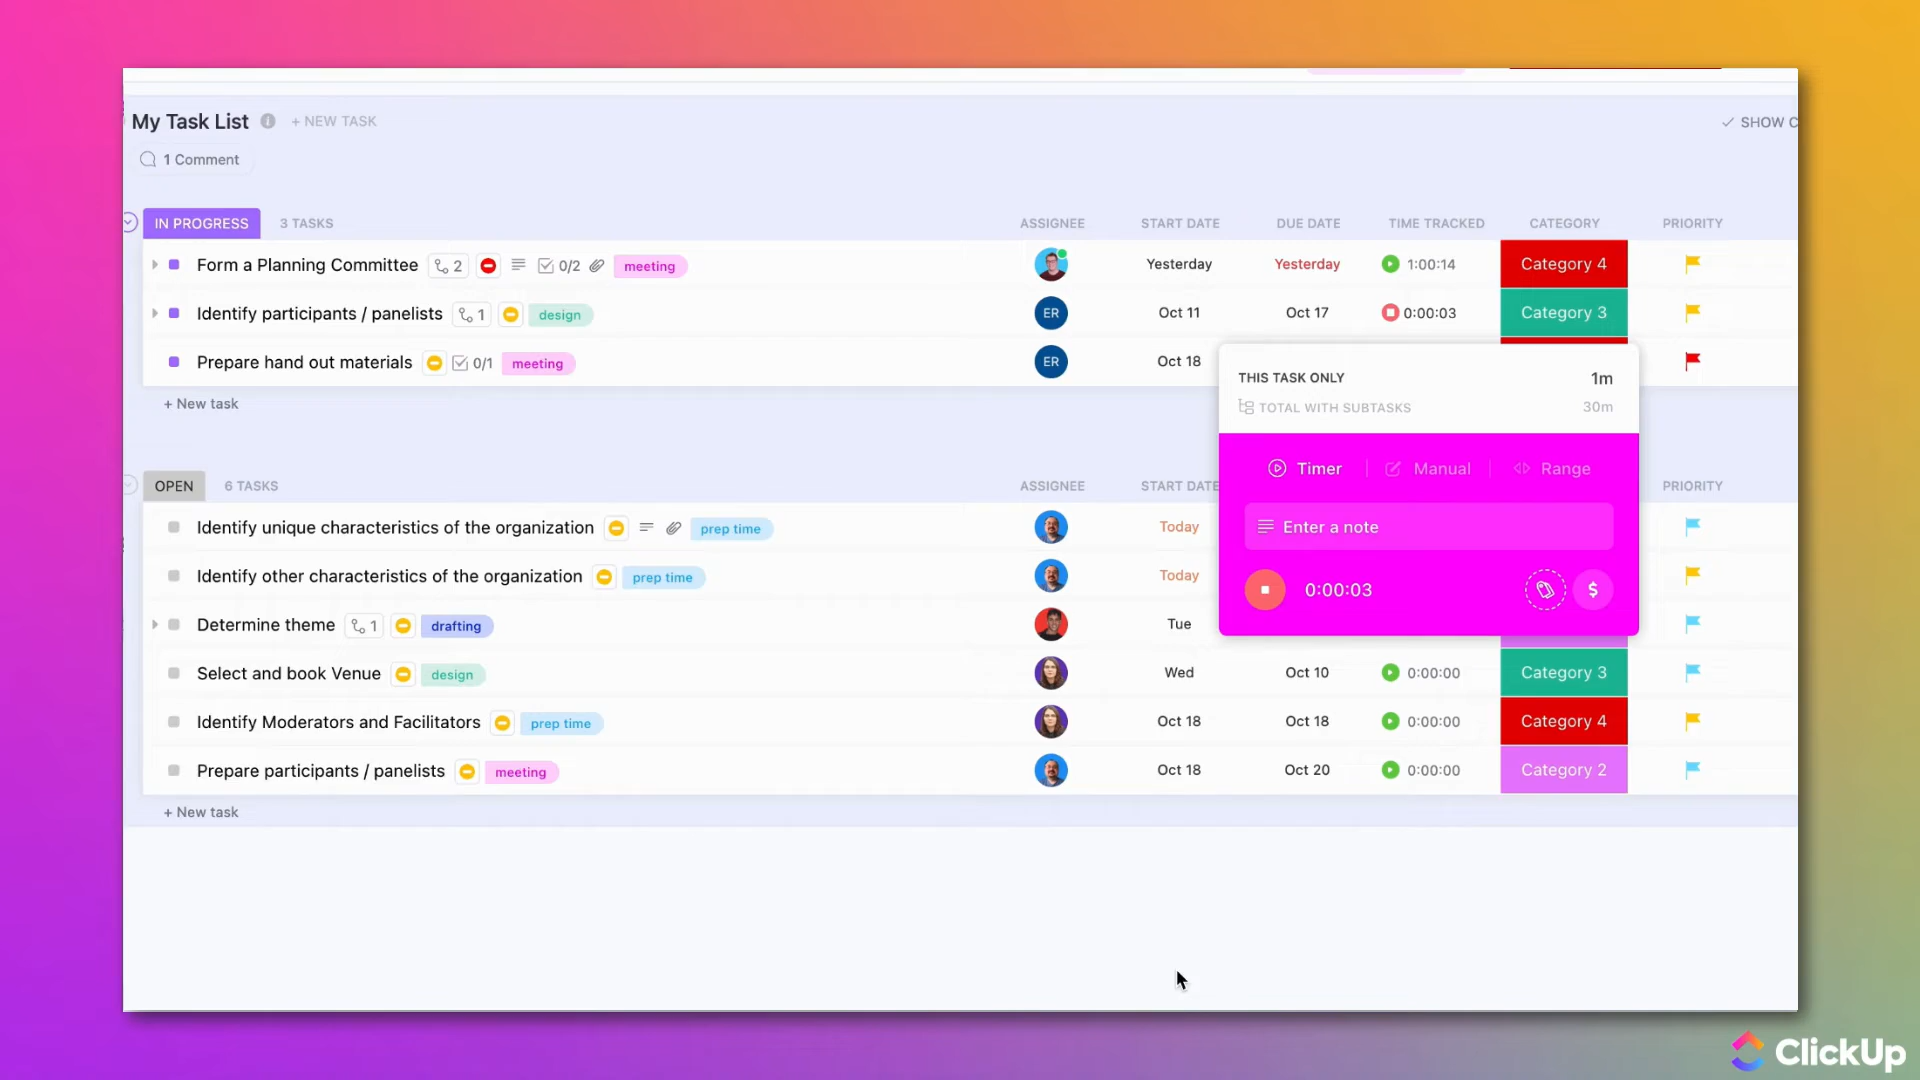 My Task List + NEW TASK SHOW C
1 Comment
IN PROGRESS 3 TASKS ASSIGNEE START DATE DUE DATE TIME TRACKED CATEGORY PRIORITY
Form a Planning Committee 2 0/2 meeting Yesterday Yesterday 1:00:14 Category 4
Identify participants / panelists 1 design ER Oct 11 Oct 17 0:00:03 Category 3
Prepare hand out materials 0/1 meeting ER Oct 18
+ New task
THIS TASK ONLY 1m
TOTAL WITH SUBTASKS 30m
Timer Manual Range
Enter a note
0:00:03 $
OPEN 6 TASKS ASSIGNEE START DATE PRIORITY
Identify unique characteristics of the organization prep time Today
Identify other characteristics of the organization prep time Today
Determine theme 1 drafting Tue
Select and book Venue design Wed Oct 10 0:00:00 Category 3
Identify Moderators and Facilitators prep time Oct 18 Oct 18 0:00:00 Category 4
Prepare participants / panelists meeting Oct 18 Oct 20 0:00:00 Category 2
+ New task
ClickUp